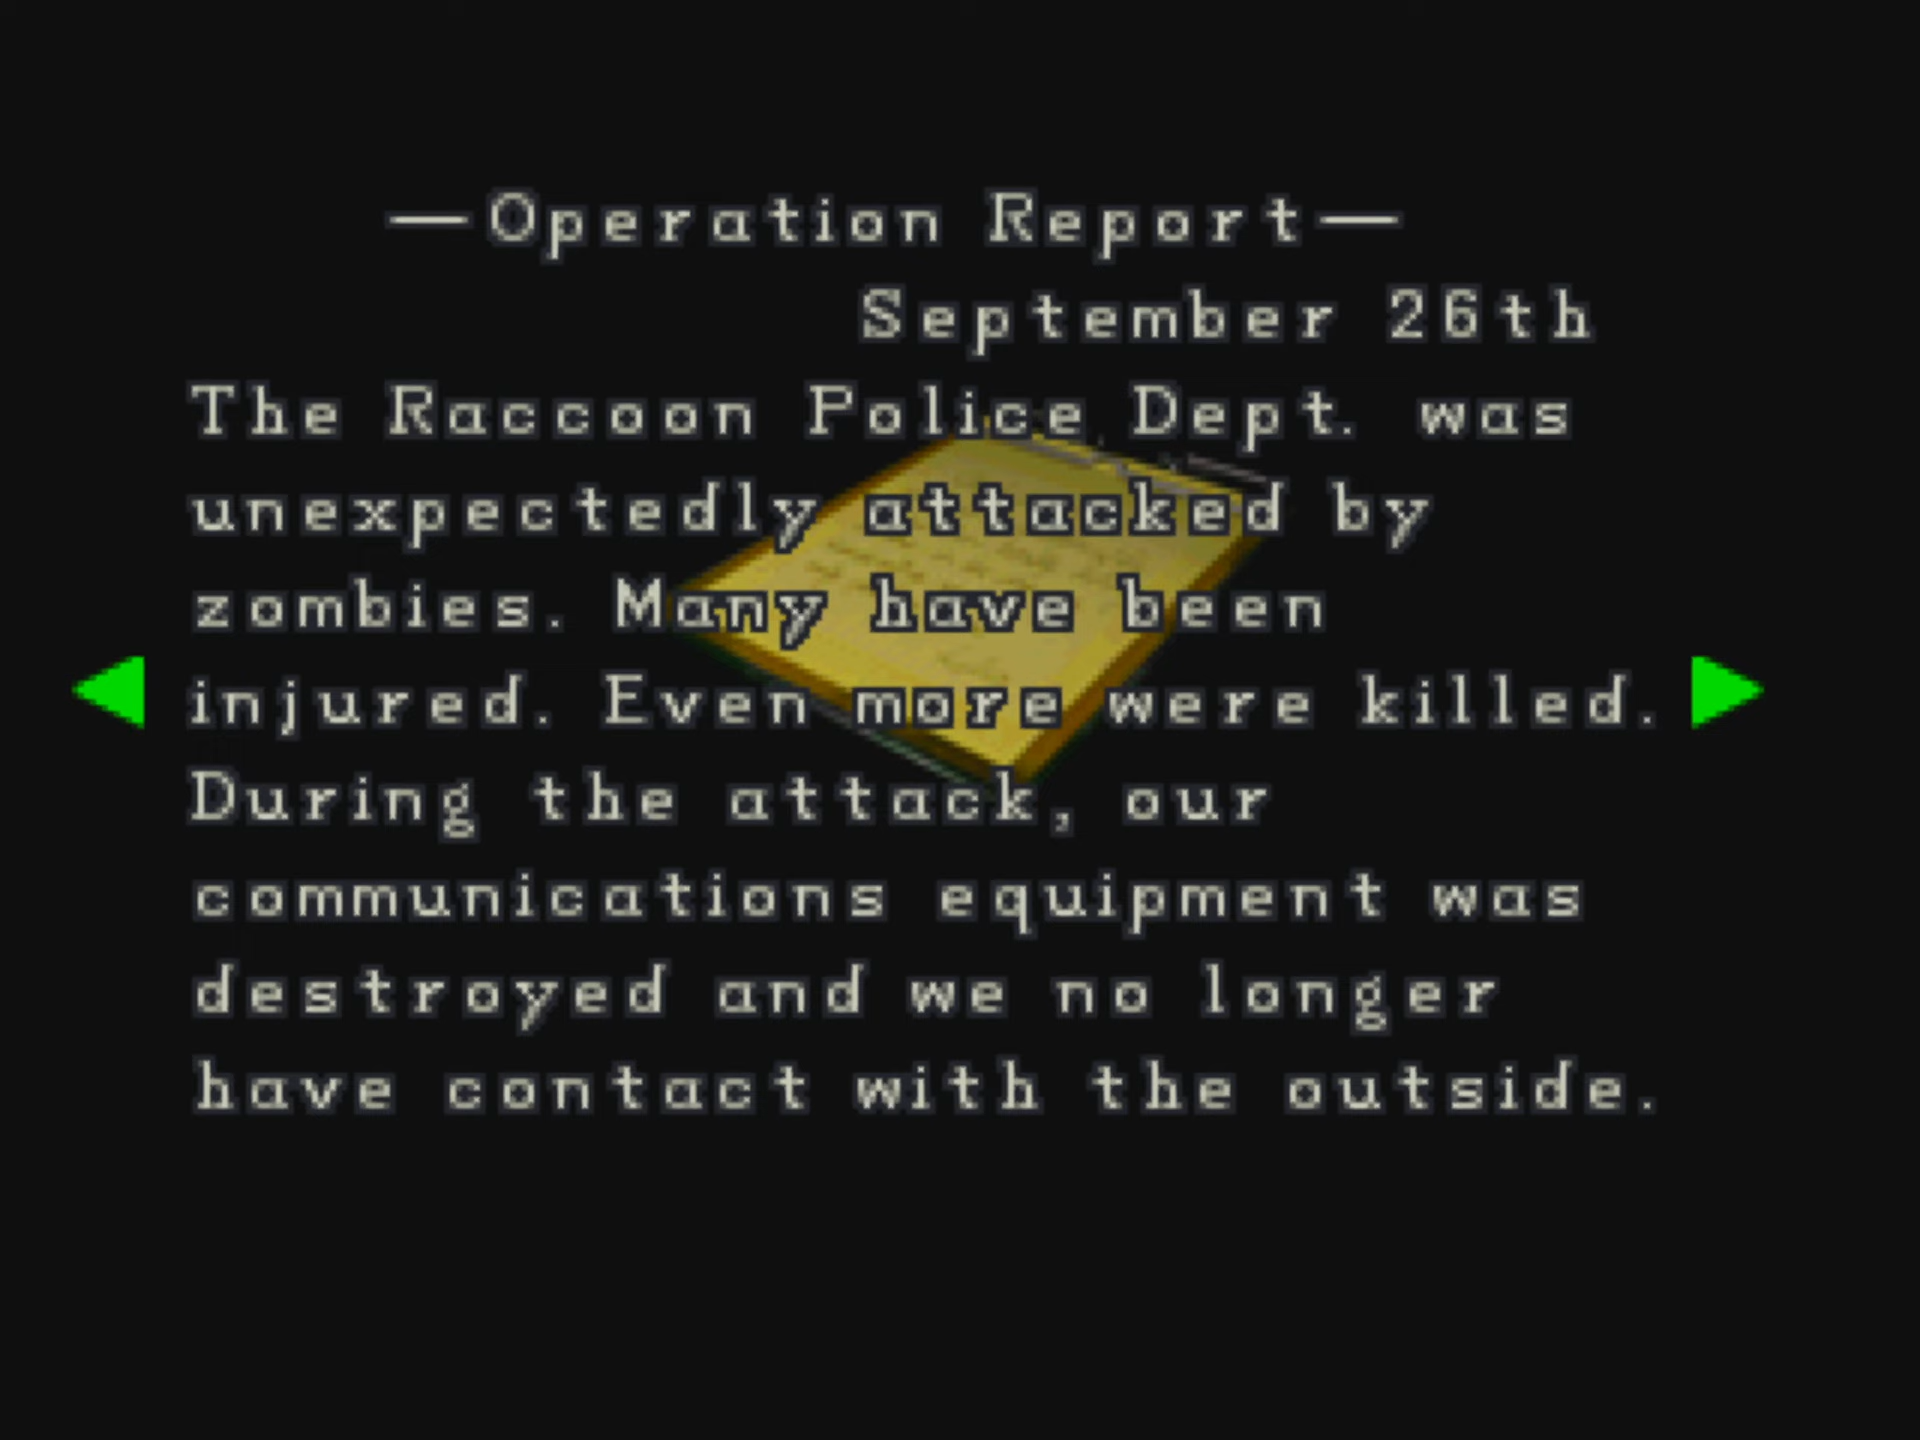 —Operation Report—
September 26th
The Raccoon Police Dept. was
unexpectedly attacked by
zombies. Many have been
injured. Even more were killed.
During the attack, our
communications equipment was
destroyed and we no longer
have contact with the outside.